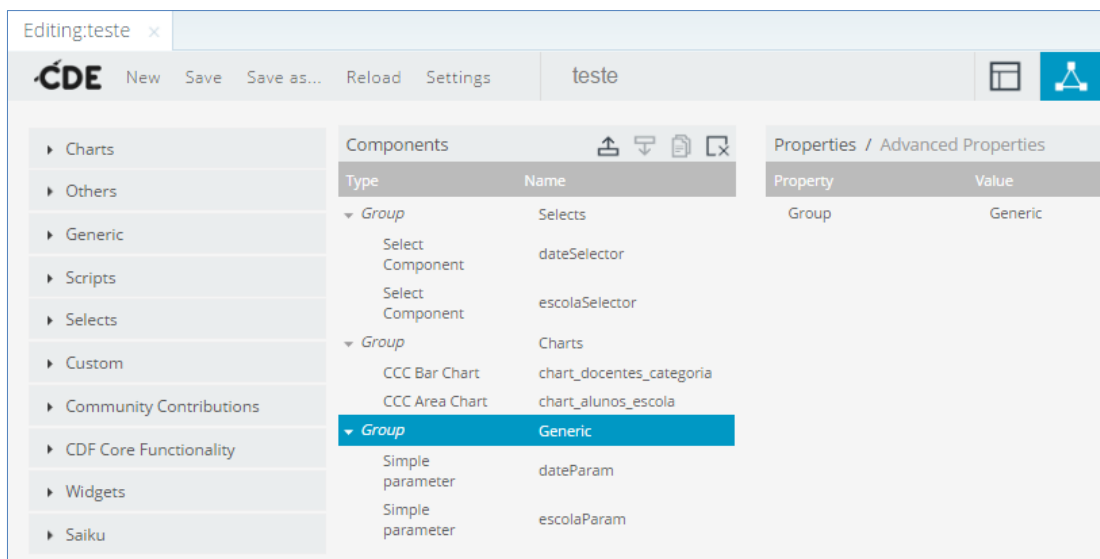 Editing:teste ×
CDE New Save Save as... Reload Settings teste
Charts
Others
Generic
Scripts
Selects
Custom
Community Contributions
CDF Core Functionality
Widgets
Saiku
Components
Type Name
Group Selects
Select
Component dateSelector
Select
Component escolaSelector
Group Charts
CCC Bar Chart chart_docentes_categoria
CCC Area Chart chart_alunos_escola
Group Generic
Simple
parameter dateParam
Simple
parameter escolaParam
Properties / Advanced Properties
Property Value
Group Generic